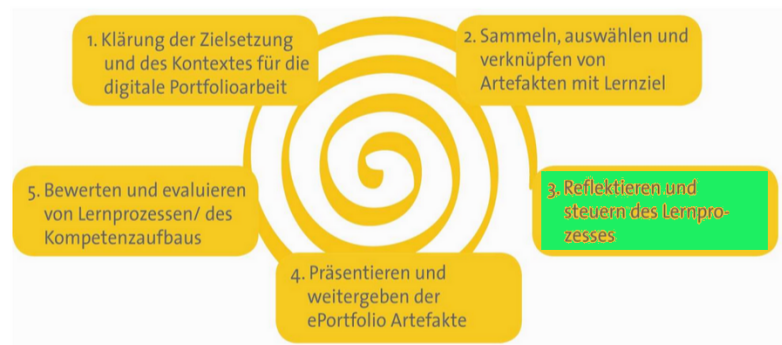 1. Klärung der Zielsetzung
und des Kontextes für die
digitale Portfolioarbeit
2. Sammeln, auswählen und
verknüpfen von
Artefakten mit Lernziel
3. Reflektieren und
steuern des Lernpro-
zesses
4. Präsentieren und
weitergeben der
ePortfolio Artefakte
5. Bewerten und evaluieren
von Lernprozessen/ des
Kompetenzaufbaus